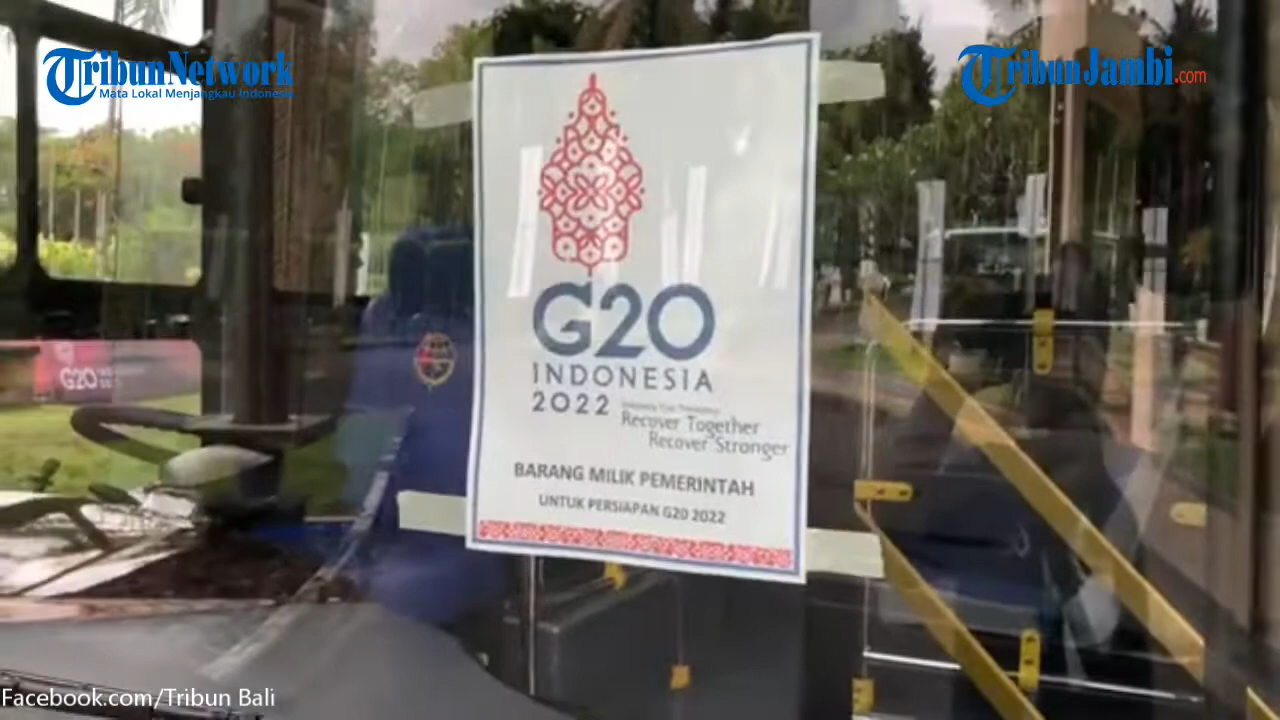 TribunNetwork
Mata Lokal Menjangkau Indonesia
TribunJambi.com
G20
INDONESIA
2022
Recover Together
Recover Stronger
BARANG MILIK PEMERINTAH
UNTUK PERSIAPAN G20 2022
G20
Facebook.com/Tribun Bali